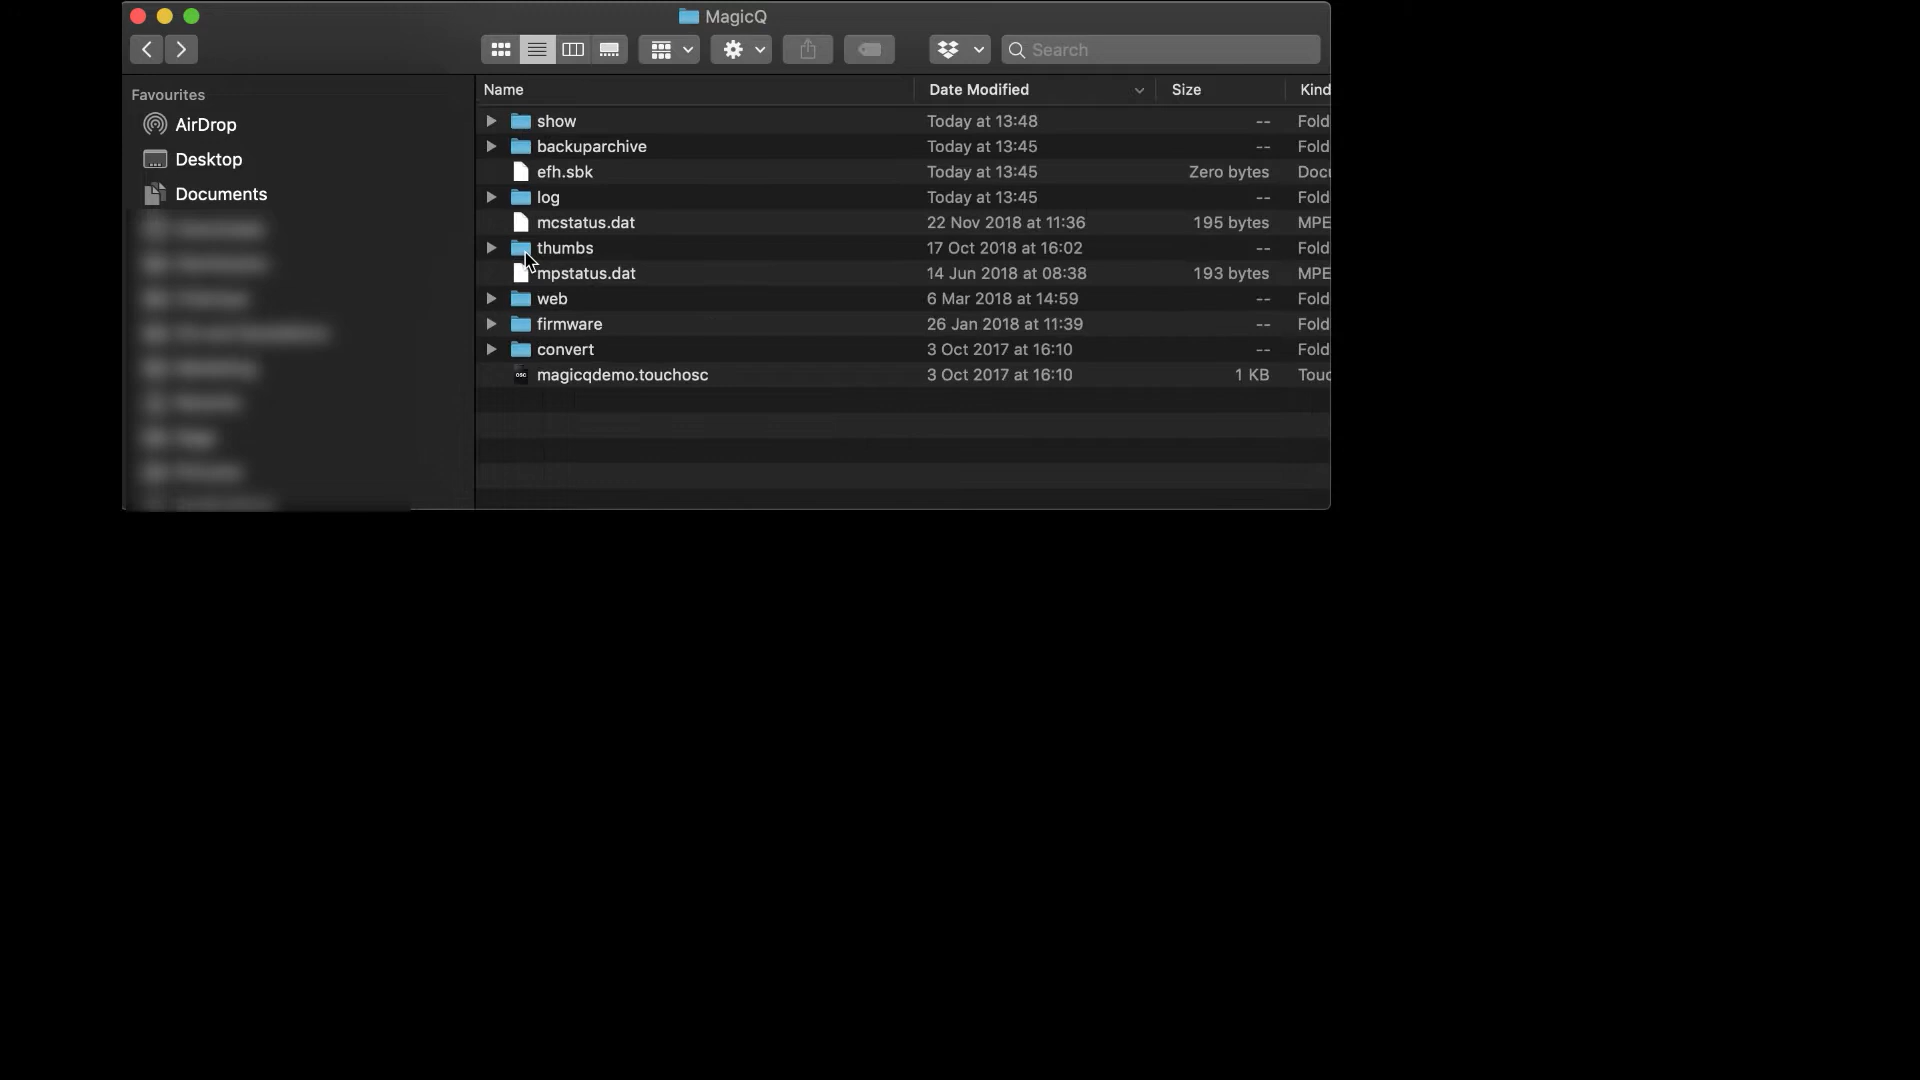 MagicQ
Search
Favourites
AirDrop
Desktop
Documents
Name Date Modified Size Kind
show Today at 13:48 -- Fold
backuparchive Today at 13:45 -- Fold
efh.sbk Today at 13:45 Zero bytes Docu
log Today at 13:45 -- Fold
mcstatus.dat 22 Nov 2018 at 11:36 195 bytes MPE
thumbs 17 Oct 2018 at 16:02 -- Fold
mpstatus.dat 14 Jun 2018 at 08:38 193 bytes MPE
web 6 Mar 2018 at 14:59 -- Fold
firmware 26 Jan 2018 at 11:39 -- Fold
convert 3 Oct 2017 at 16:10 -- Fold
OSC magicqdemo.touchosc 3 Oct 2017 at 16:10 1 KB Touc